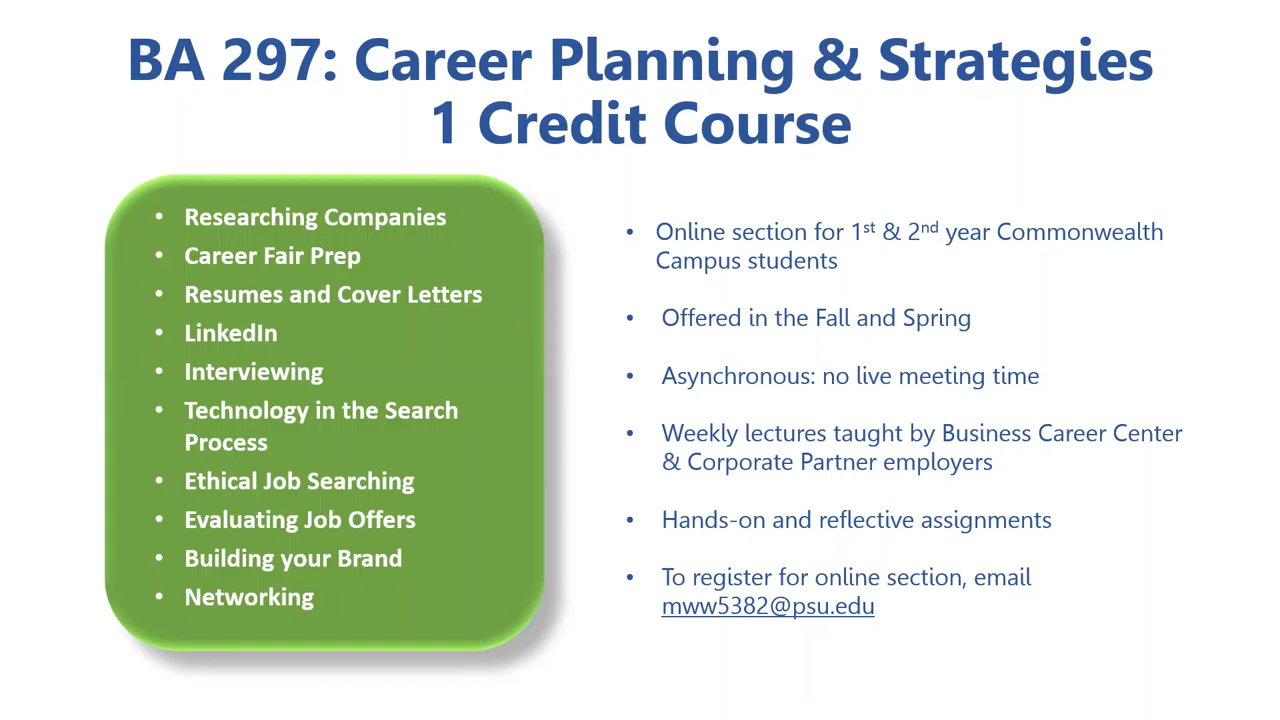 BA 297: Career Planning & Strategies
1 Credit Course
• Researching Companies
• Career Fair Prep
• Resumes and Cover Letters
• LinkedIn
• Interviewing
• Technology in the Search
Process
• Ethical Job Searching
• Evaluating Job Offers
• Building your Brand
• Networking
• Online section for 1st & 2nd year Commonwealth
Campus students
• Offered in the Fall and Spring
• Asynchronous: no live meeting time
• Weekly lectures taught by Business Career Center
& Corporate Partner employers
• Hands-on and reflective assignments
• To register for online section, email
mww5382@psu.edu